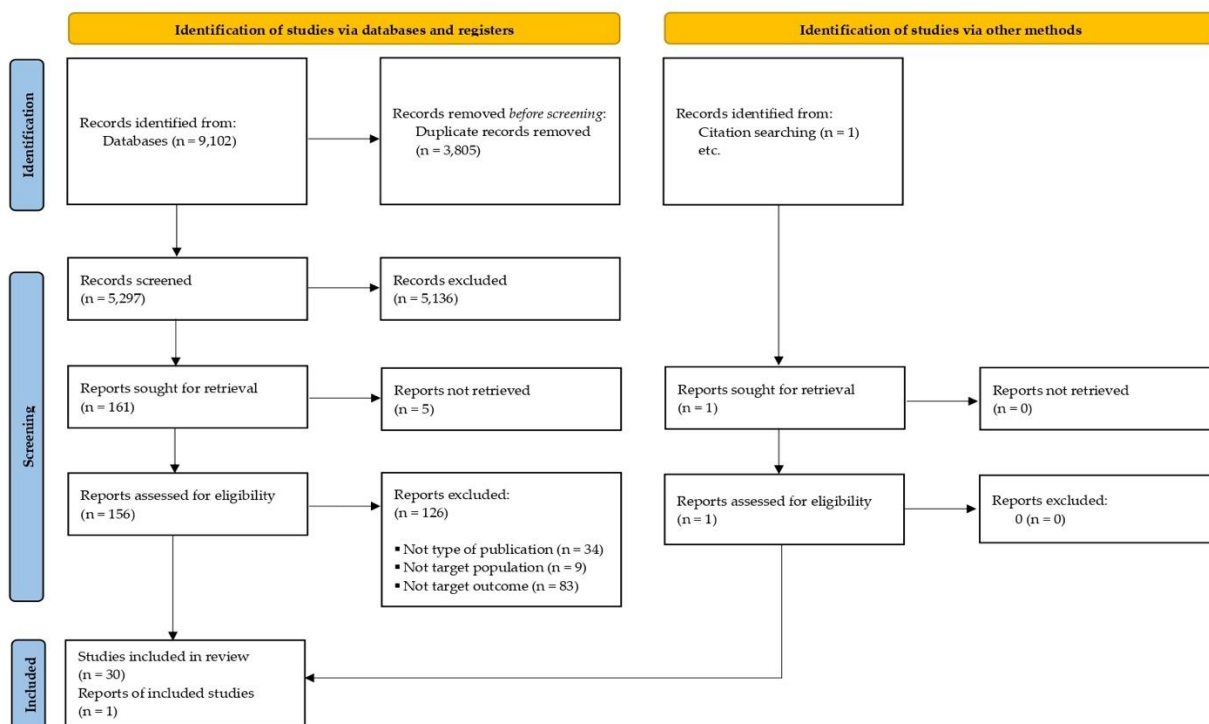 Identification of studies via databases and registers
Identification of studies via other methods
Identification
Records identified from:
Databases (n = 9,102)
Records removed before screening:
Duplicate records removed
(n = 3,805)
Records identified from:
Citation searching (n = 1)
etc.
Screening
Records screened
(n = 5,297)
Records excluded
(n = 5,136)
Reports sought for retrieval
(n = 161)
Reports not retrieved
(n = 5)
Reports sought for retrieval
(n = 1)
Reports not retrieved
(n = 0)
Reports assessed for eligibility
(n = 156)
Reports excluded:
(n = 126)
▪ Not type of publication (n = 34)
▪ Not target population (n = 9)
▪ Not target outcome (n = 83)
Reports assessed for eligibility
(n = 1)
Reports excluded:
0 (n = 0)
Included
Studies included in review
(n = 30)
Reports of included studies
(n = 1)